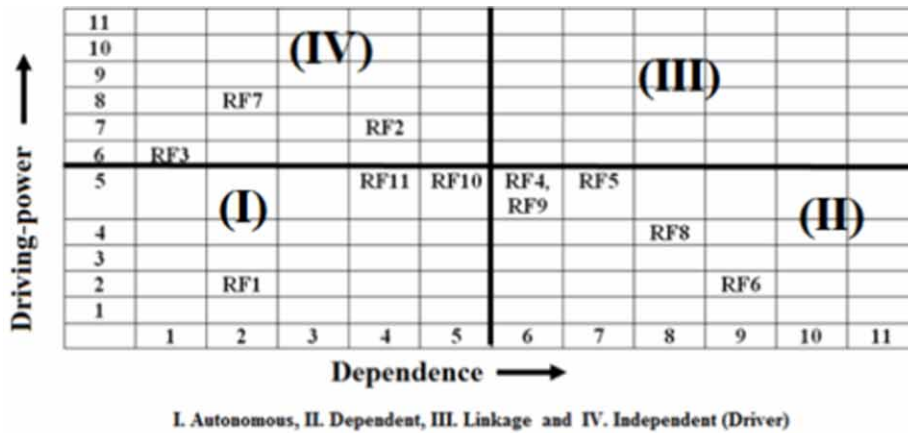 11
10
(IV)
9
(III)
8 RF7
7 RF2
6 RF3
5 RF11 RF10 RF4, RF5
RF9
(I)
(II)
4 RF8
3
2 RF1 RF6
1
1 2 3 4 5 6 7 8 9 10 11
Driving-power
Dependence
I. Autonomous, II. Dependent, III. Linkage and IV. Independent (Driver)